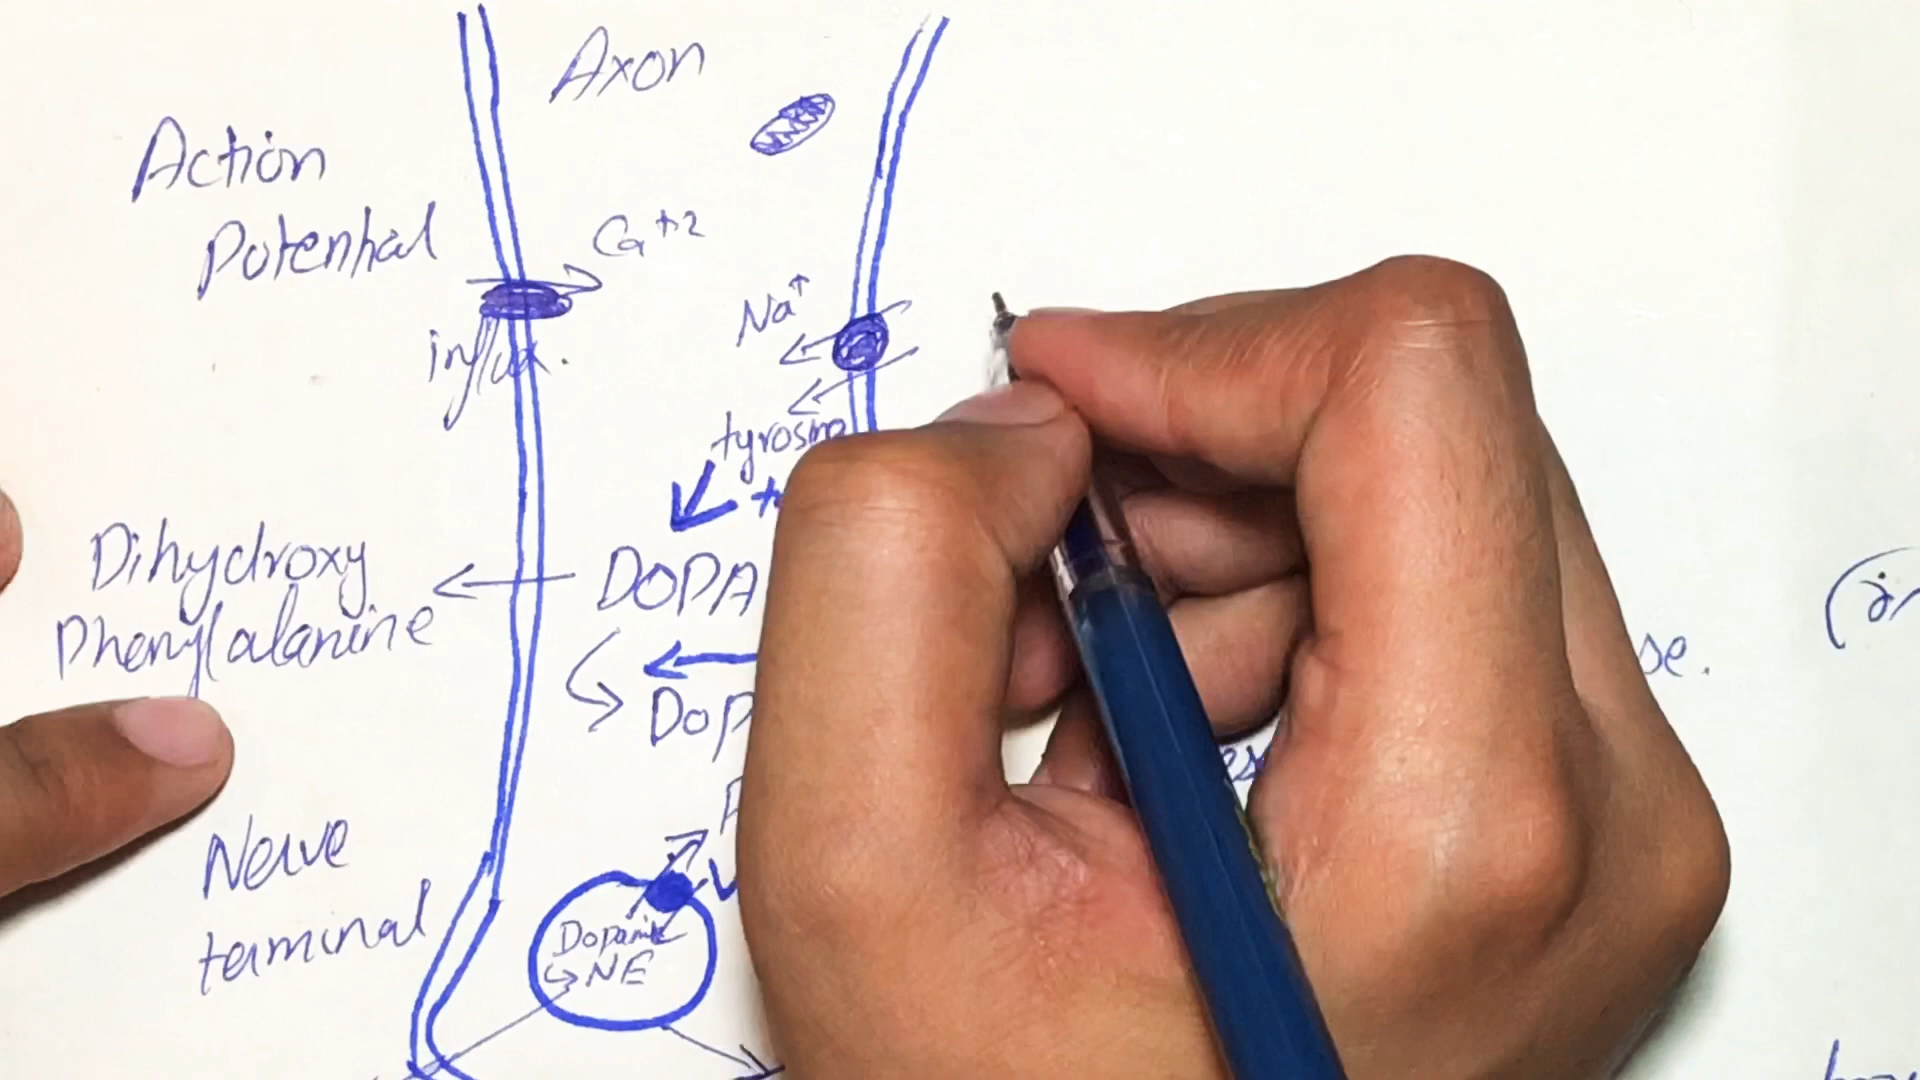 Axon
Action
Potential
Ca+2
Na+
influx.
tyrosine
DOPA
Dihydroxy
Phenylalanine
se.
Dop
Nerve
terminal
Dopamine
↳ NE